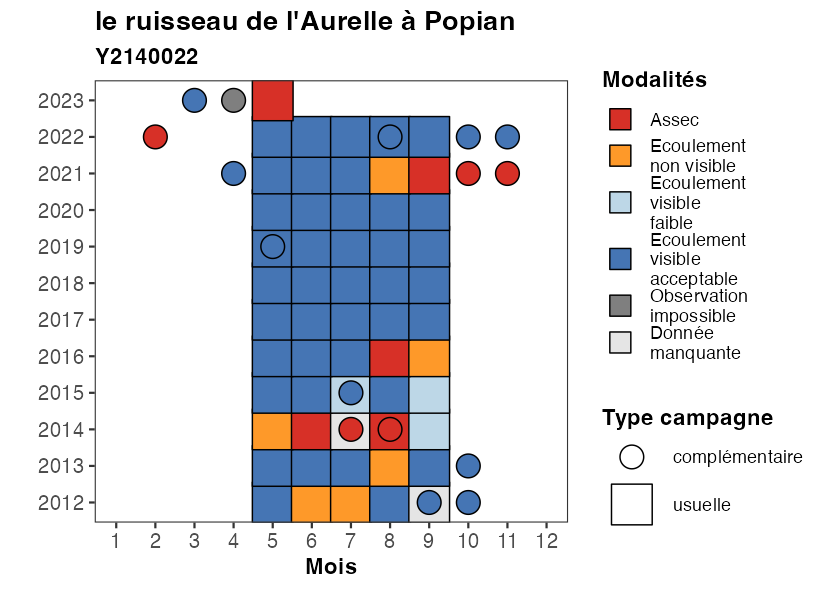 le ruisseau de l'Aurelle à Popian
Y2140022
2023
2022
2021
2020
2019
2018
2017
2016
2015
2014
2013
2012
1 2 3 4 5 6 7 8 9 10 11 12
Mois
Modalités
Assec
Ecoulement
non visible
Ecoulement
visible
faible
Ecoulement
visible
acceptable
Observation
impossible
Donnée
manquante
Type campagne
complémentaire
usuelle